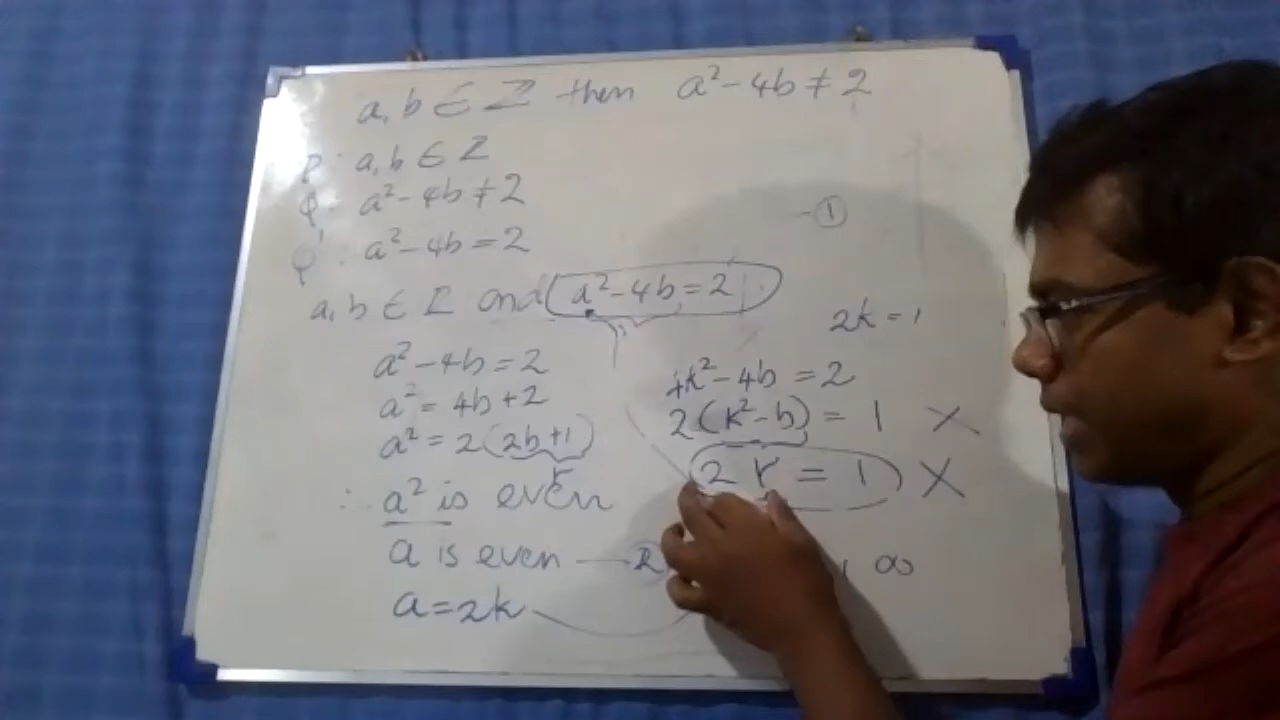 a, b ∈ Z then a² - 4b ≠ 2
P: a, b ∈ Z
Q: a² - 4b ≠ 2
Q': a² - 4b = 2
a, b ∈ Z and a² - 4b = 2
a² - 4b = 2
a² = 4b + 2
a² = 2(2b+1)
r
∴ a² is even
a is even — 2
a = 2k
— 1
2k = 1
4k² - 4b = 2
2(k² - b) = 1 X
2 r = 1 X
, ∞